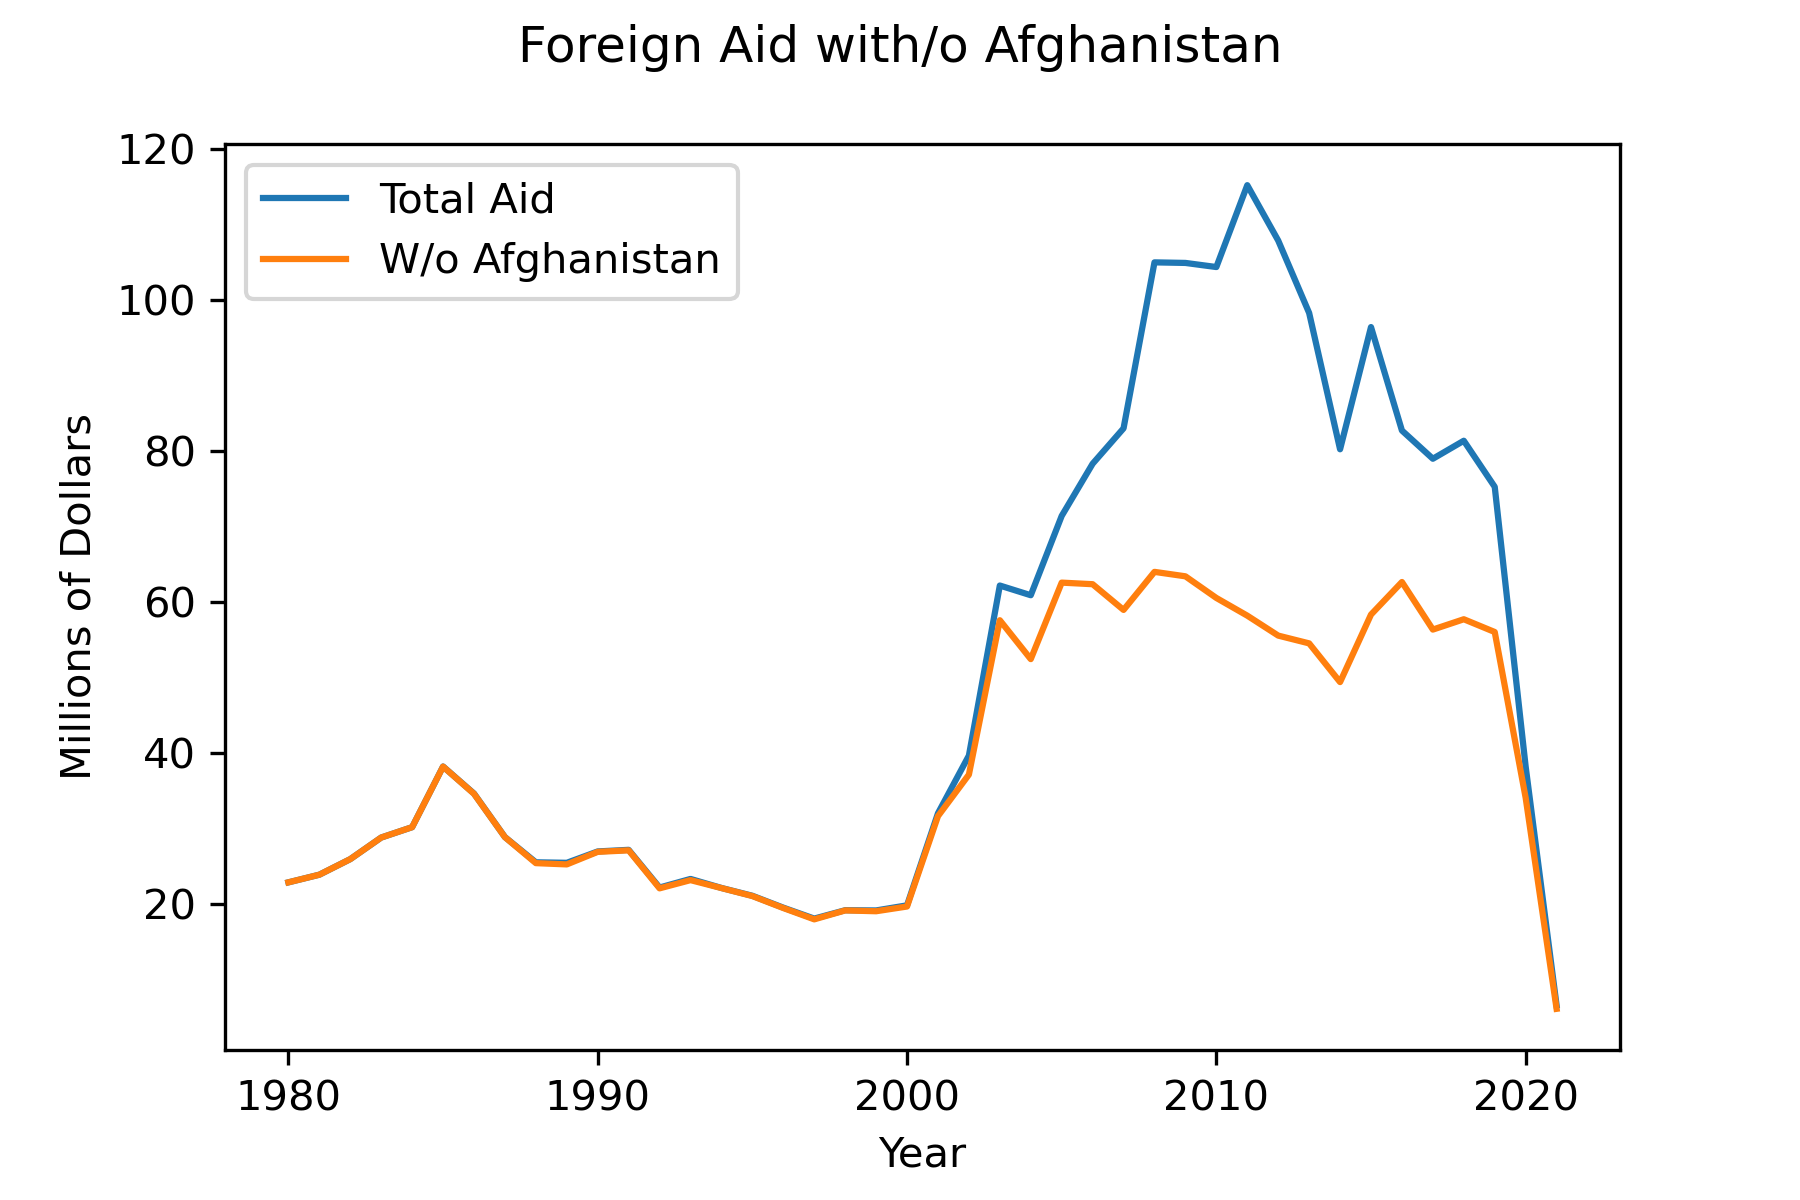 Foreign Aid with/o Afghanistan
120
100
80
60
40
20
Millions of Dollars
Total Aid
W/o Afghanistan
1980 1990 2000 2010 2020
Year